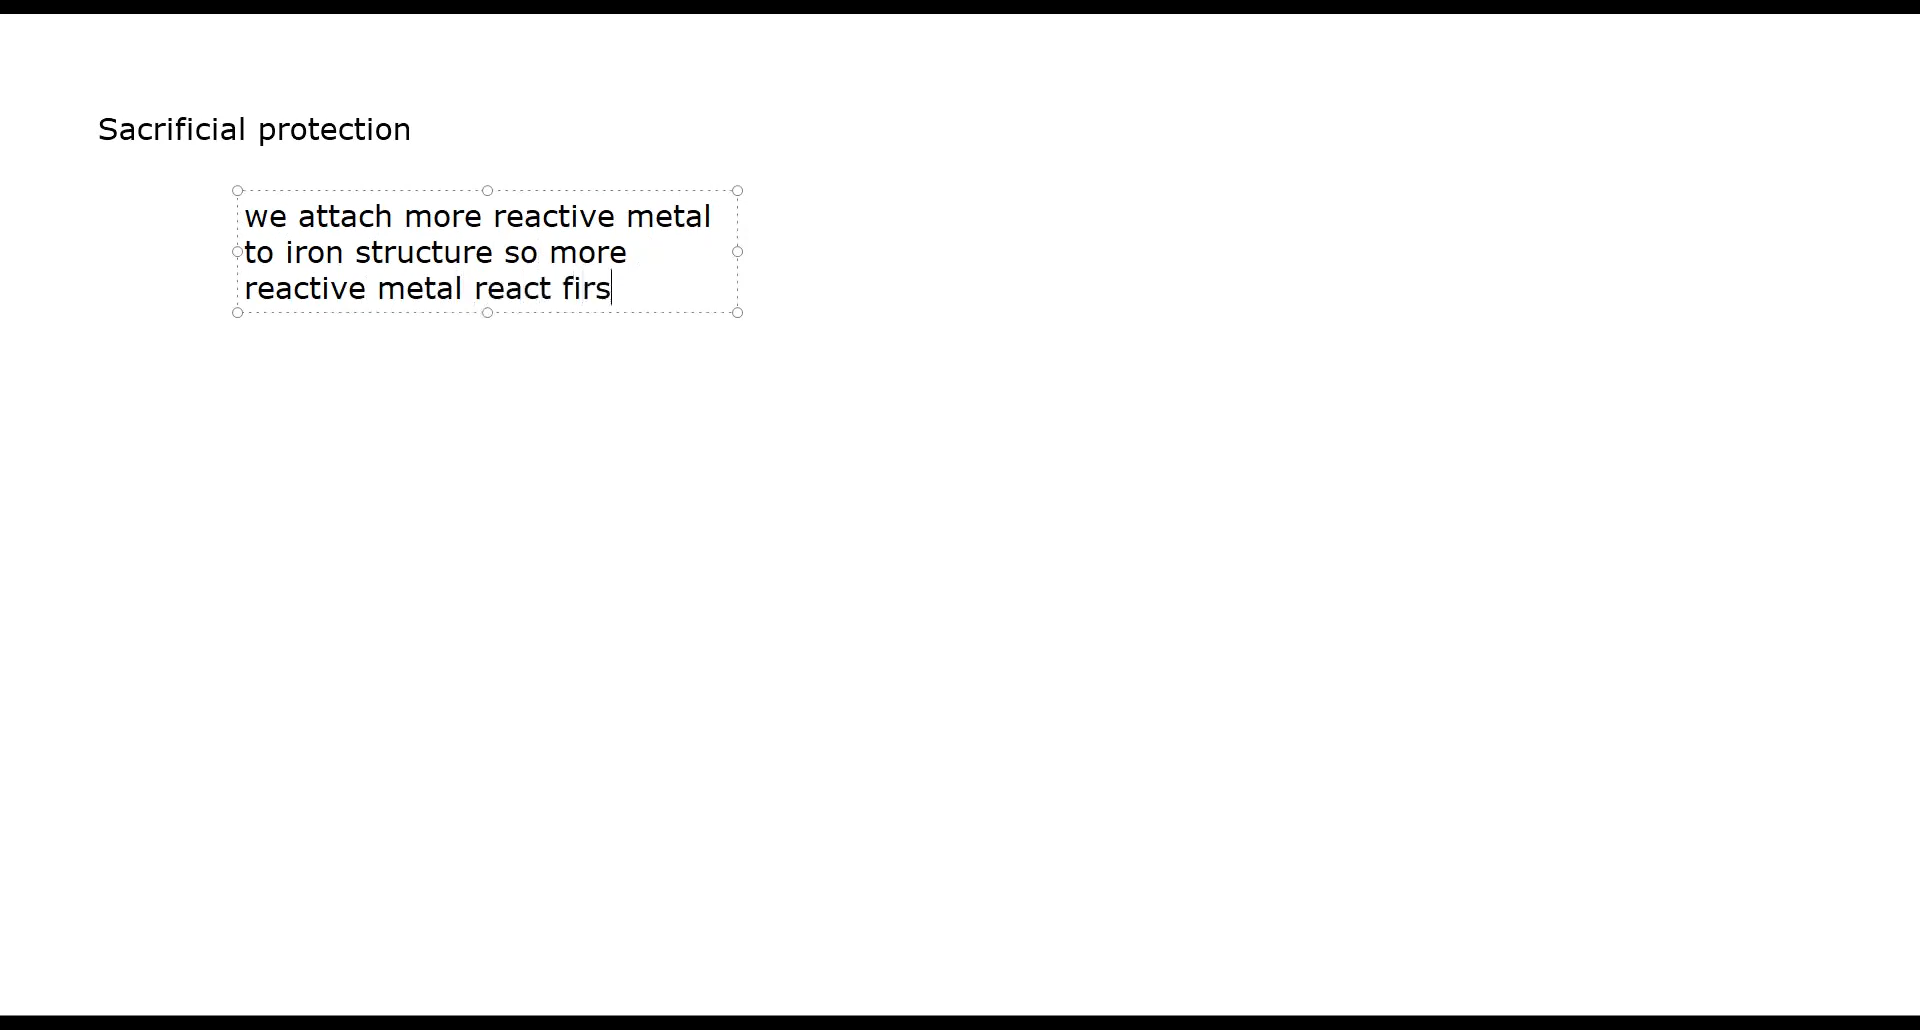 Sacrificial protection
we attach more reactive metal
to iron structure so more
reactive metal react firs